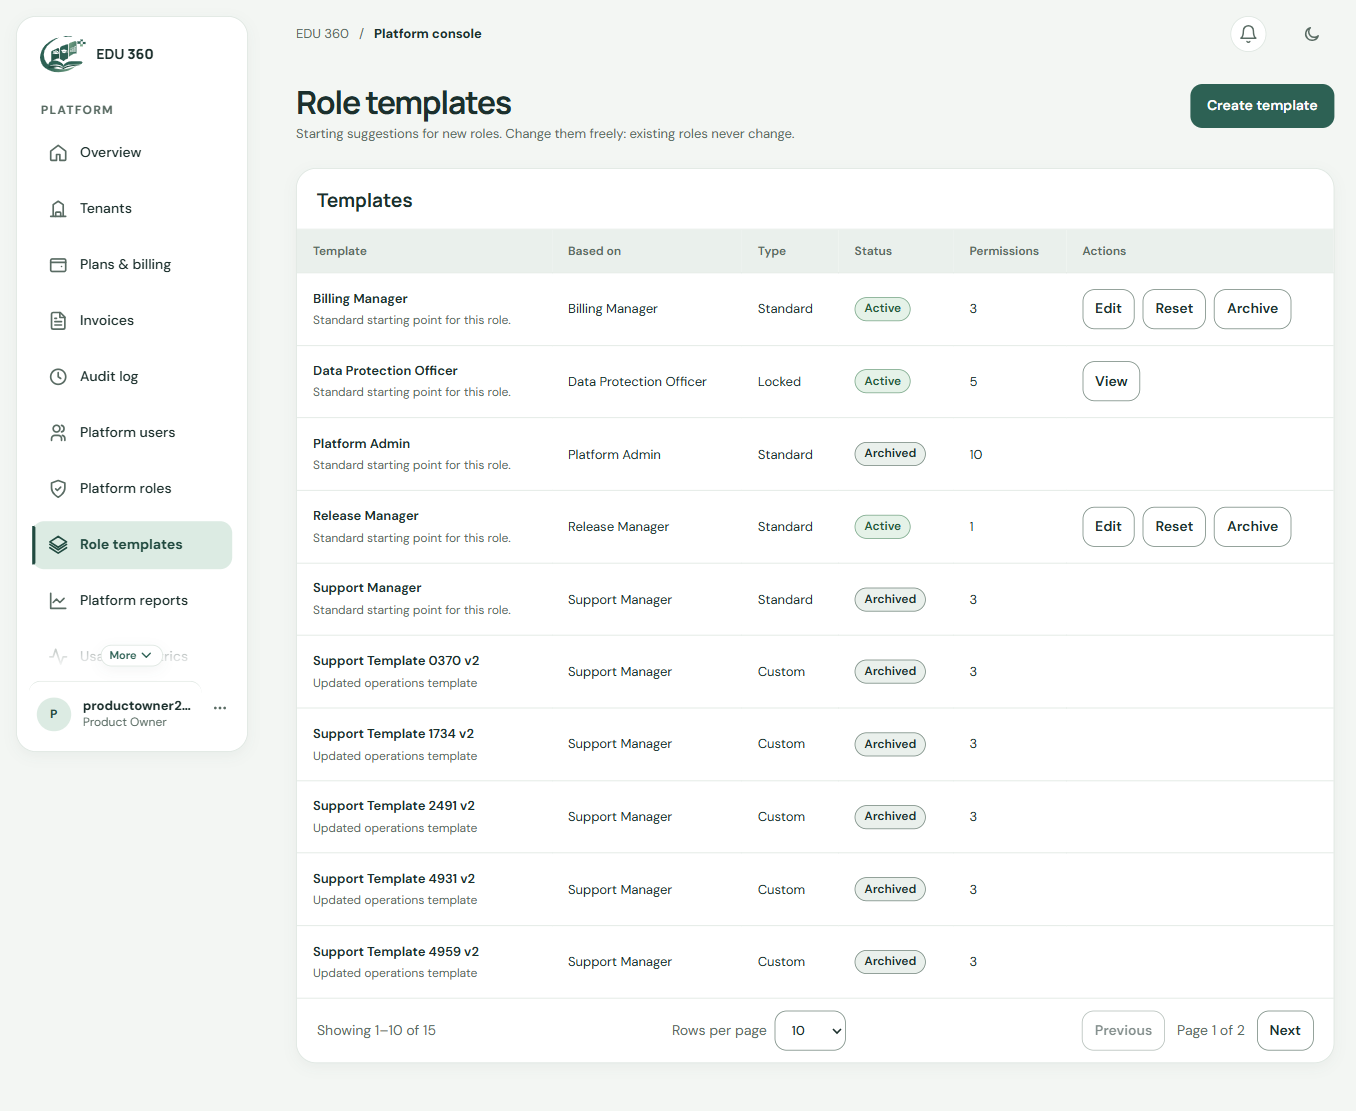 EDU 360
EDU 360 / Platform console
PLATFORM
Overview
Tenants
Plans & billing
Invoices
Audit log
Platform users
Platform roles
Role templates
Platform reports
More
P
productowner2...
Product Owner
Role templates
Starting suggestions for new roles. Change them freely: existing roles never change.
Create template
Templates
Template Based on Type Status Permissions Actions
Billing Manager
Standard starting point for this role.
Billing Manager Standard Active 3 Edit Reset Archive
Data Protection Officer
Standard starting point for this role.
Data Protection Officer Locked Active 5 View
Platform Admin
Standard starting point for this role.
Platform Admin Standard Archived 10
Release Manager
Standard starting point for this role.
Release Manager Standard Active 1 Edit Reset Archive
Support Manager
Standard starting point for this role.
Support Manager Standard Archived 3
Support Template 0370 v2
Updated operations template
Support Manager Custom Archived 3
Support Template 1734 v2
Updated operations template
Support Manager Custom Archived 3
Support Template 2491 v2
Updated operations template
Support Manager Custom Archived 3
Support Template 4931 v2
Updated operations template
Support Manager Custom Archived 3
Support Template 4959 v2
Updated operations template
Support Manager Custom Archived 3
Showing 1–10 of 15 Rows per page 10 Previous Page 1 of 2 Next